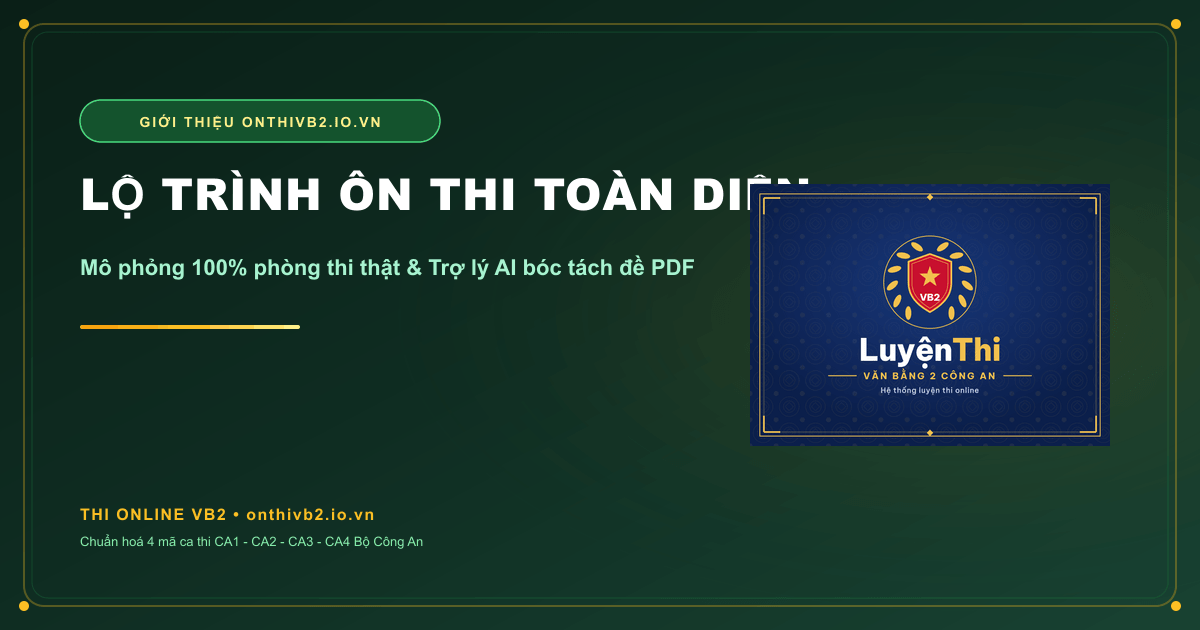 GIỚI THIỆU ONTHIVB2.IO.VN
LỘ TRÌNH ÔN THI TOÀN DIỆN
Mô phỏng 100% phòng thi thật & Trợ lý AI bóc tách đề PDF
VB2
LuyệnThi
VĂN BẰNG 2 CÔNG AN
Hệ thống luyện thi online
THI ONLINE VB2 • onthivb2.io.vn
Chuẩn hoá 4 mã ca thi CA1 - CA2 - CA3 - CA4 Bộ Công An